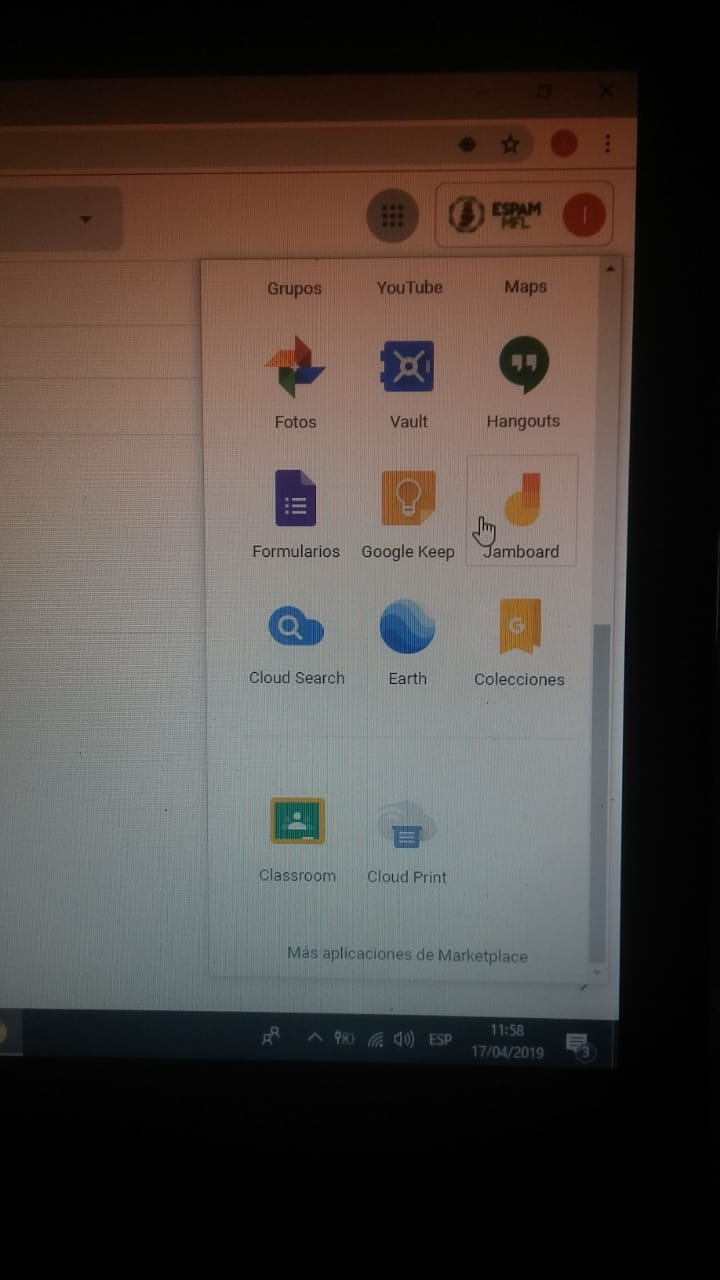 ESPAM
MFL
I
Grupos YouTube Maps
Fotos Vault Hangouts
Formularios Google Keep Jamboard
G
Cloud Search Earth Colecciones
Classroom Cloud Print
Más aplicaciones de Marketplace
ESP
11:58
17/04/2019
3